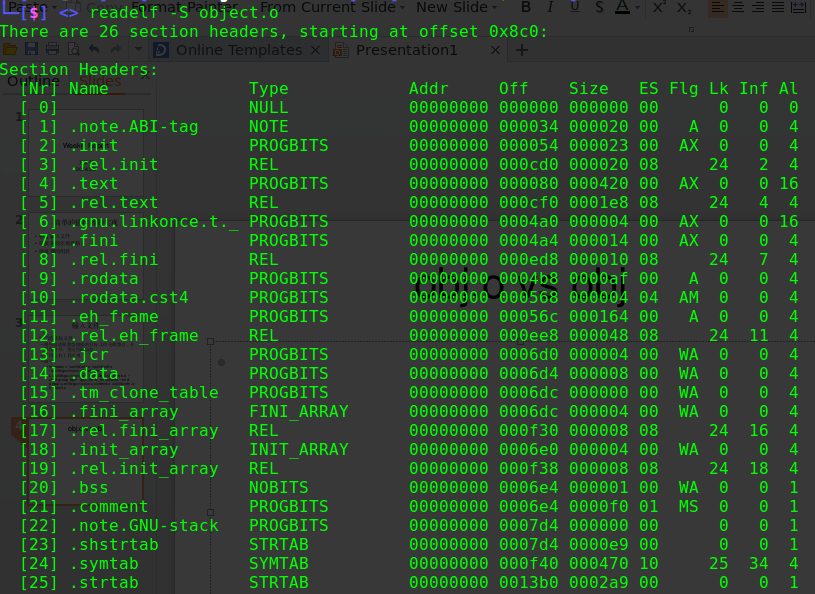 [$] <> readelf -S object.o
There are 26 section headers, starting at offset 0x8c0:
Section Headers:
[Nr] Name Type Addr Off Size ES Flg Lk Inf Al
[ 0] NULL 00000000 000000 000000 00 0 0 0
[ 1] .note.ABI-tag NOTE 00000000 000034 000020 00 A 0 0 4
[ 2] .init PROGBITS 00000000 000054 000023 00 AX 0 0 4
[ 3] .rel.init REL 00000000 000cd0 000020 08 24 2 4
[ 4] .text PROGBITS 00000000 000080 000420 00 AX 0 0 16
[ 5] .rel.text REL 00000000 000cf0 0001e8 08 24 4 4
[ 6] .gnu.linkonce.t._ PROGBITS 00000000 0004a0 000004 00 AX 0 0 16
[ 7] .fini PROGBITS 00000000 0004a4 000014 00 AX 0 0 4
[ 8] .rel.fini REL 00000000 000ed8 000010 08 24 7 4
[ 9] .rodata PROGBITS 00000000 0004b8 0000af 00 A 0 0 4
[10] .rodata.cst4 PROGBITS 00000000 000568 000004 04 AM 0 0 4
[11] .eh_frame PROGBITS 00000000 00056c 000164 00 A 0 0 4
[12] .rel.eh_frame REL 00000000 000ee8 000048 08 24 11 4
[13] .jcr PROGBITS 00000000 0006d0 000004 00 WA 0 0 4
[14] .data PROGBITS 00000000 0006d4 000008 00 WA 0 0 4
[15] .tm_clone_table PROGBITS 00000000 0006dc 000000 00 WA 0 0 4
[16] .fini_array FINI_ARRAY 00000000 0006dc 000004 00 WA 0 0 4
[17] .rel.fini_array REL 00000000 000f30 000008 08 24 16 4
[18] .init_array INIT_ARRAY 00000000 0006e0 000004 00 WA 0 0 4
[19] .rel.init_array REL 00000000 000f38 000008 08 24 18 4
[20] .bss NOBITS 00000000 0006e4 000001 00 WA 0 0 1
[21] .comment PROGBITS 00000000 0006e4 0000f0 01 MS 0 0 1
[22] .note.GNU-stack PROGBITS 00000000 0007d4 000000 00 0 0 1
[23] .shstrtab STRTAB 00000000 0007d4 0000e9 00 0 0 1
[24] .symtab SYMTAB 00000000 000f40 000470 10 25 34 4
[25] .strtab STRTAB 00000000 0013b0 0002a9 00 0 0 1
From Current Slide
New Slide
Online Templates
Presentation1
Outline Slides